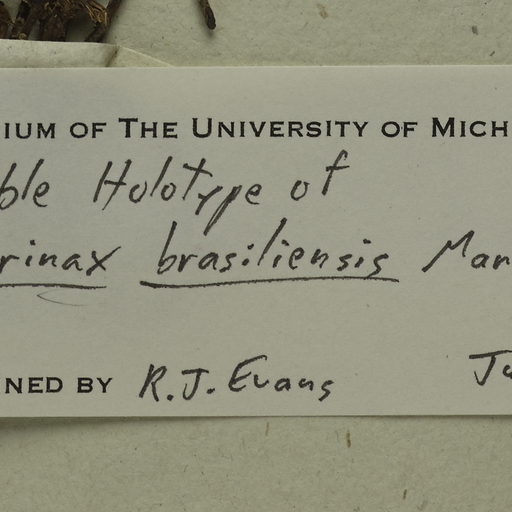 IUM OF THE UNIVERSITY OF MICH
ble Holotype of
rinax brasiliensis Mar
NED BY R.J. Evans Ju